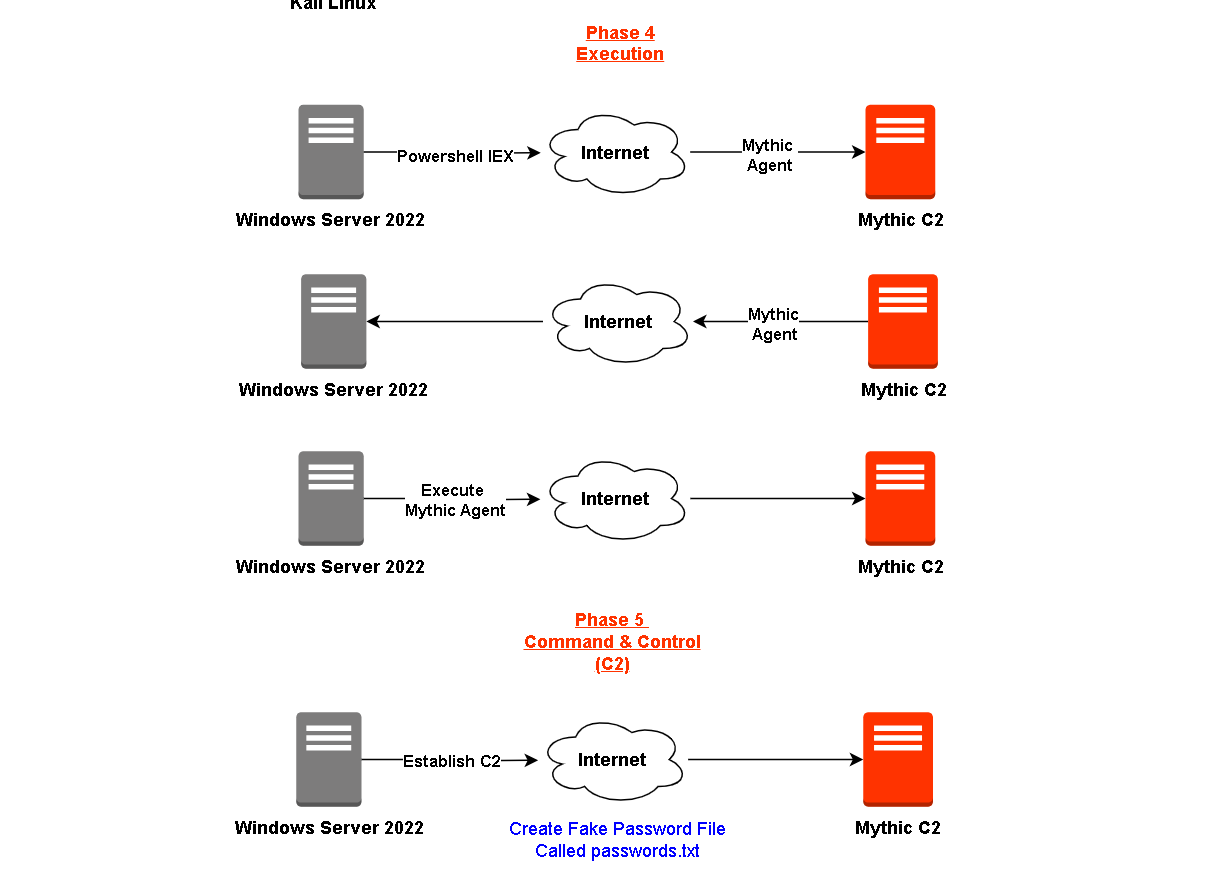 Kali Linux
Phase 4
Execution
Powershell IEX
Internet
Mythic
Agent
Windows Server 2022
Mythic C2
Internet
Mythic
Agent
Windows Server 2022
Mythic C2
Execute
Mythic Agent
Internet
Windows Server 2022
Mythic C2
Phase 5
Command & Control
(C2)
Establish C2
Internet
Windows Server 2022
Mythic C2
Create Fake Password File
Called passwords.txt